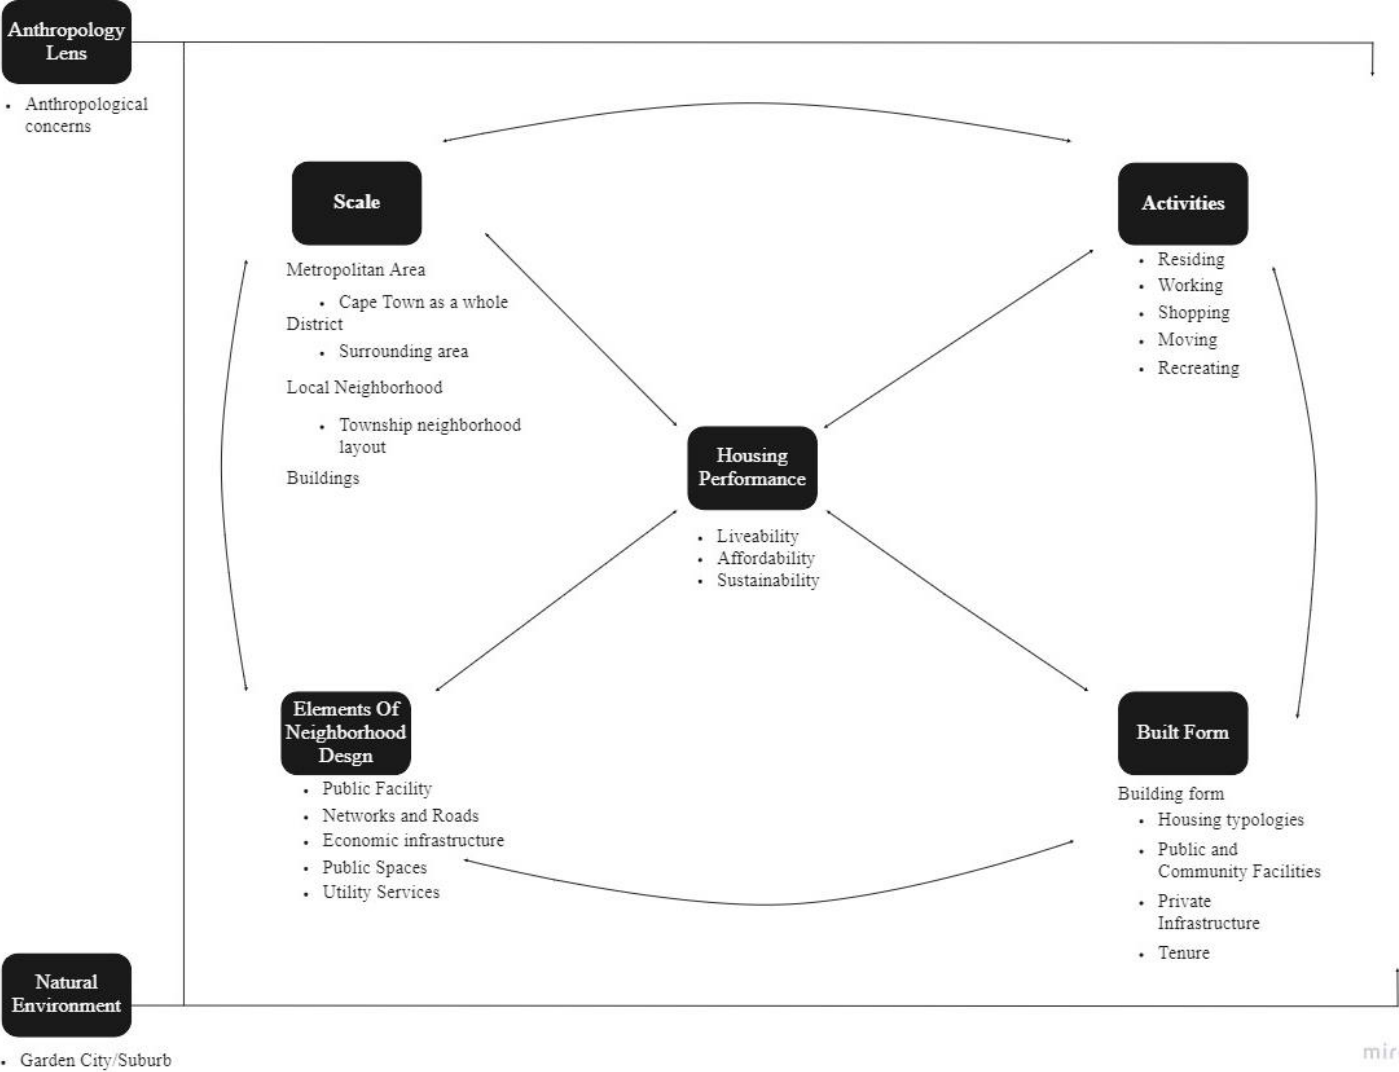 Anthropology
Lens
• Anthropological
concerns
Scale
Metropolitan Area
• Cape Town as a whole
District
• Surrounding area
Local Neighborhood
• Township neighborhood
layout
Buildings
Activities
• Residing
• Working
• Shopping
• Moving
• Recreating
Housing
Performance
• Liveability
• Affordability
• Sustainability
Elements Of
Neighborhood
Desgn
• Public Facility
• Networks and Roads
• Economic infrastructure
• Public Spaces
• Utility Services
Built Form
Building form
• Housing typologies
• Public and
Community Facilities
• Private
Infrastructure
• Tenure
Natural
Environment
• Garden City/Suburb
mir